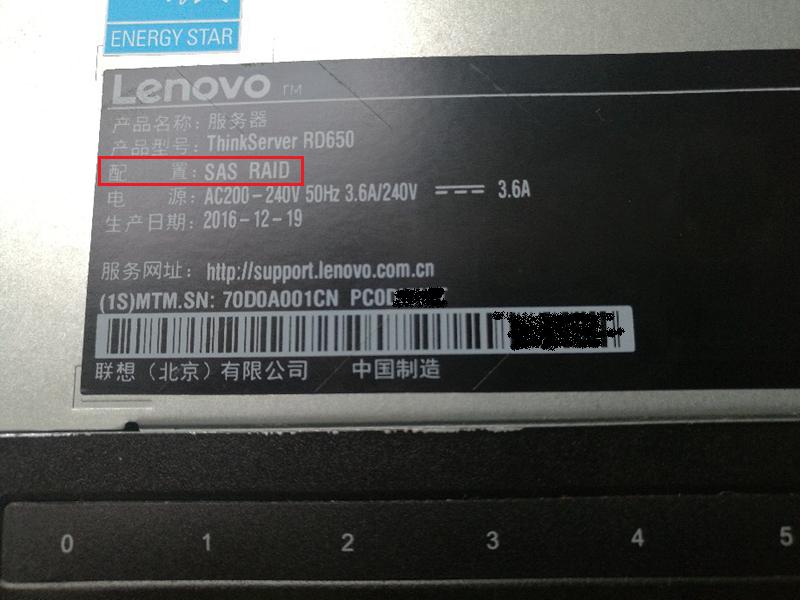 ENERGY STAR
Lenovo TM
产品名称：服务器
产品型号：ThinkServer RD650
配 置：SAS RAID
电 源：AC200-240V 50Hz 3.6A/240V 3.6A
生产日期：2016-12-19
服务网址：http://support.lenovo.com.cn
(1S)MTM.SN: 70D0A001CN PC0D
联想（北京）有限公司 中国制造
0 1 2 3 4 5